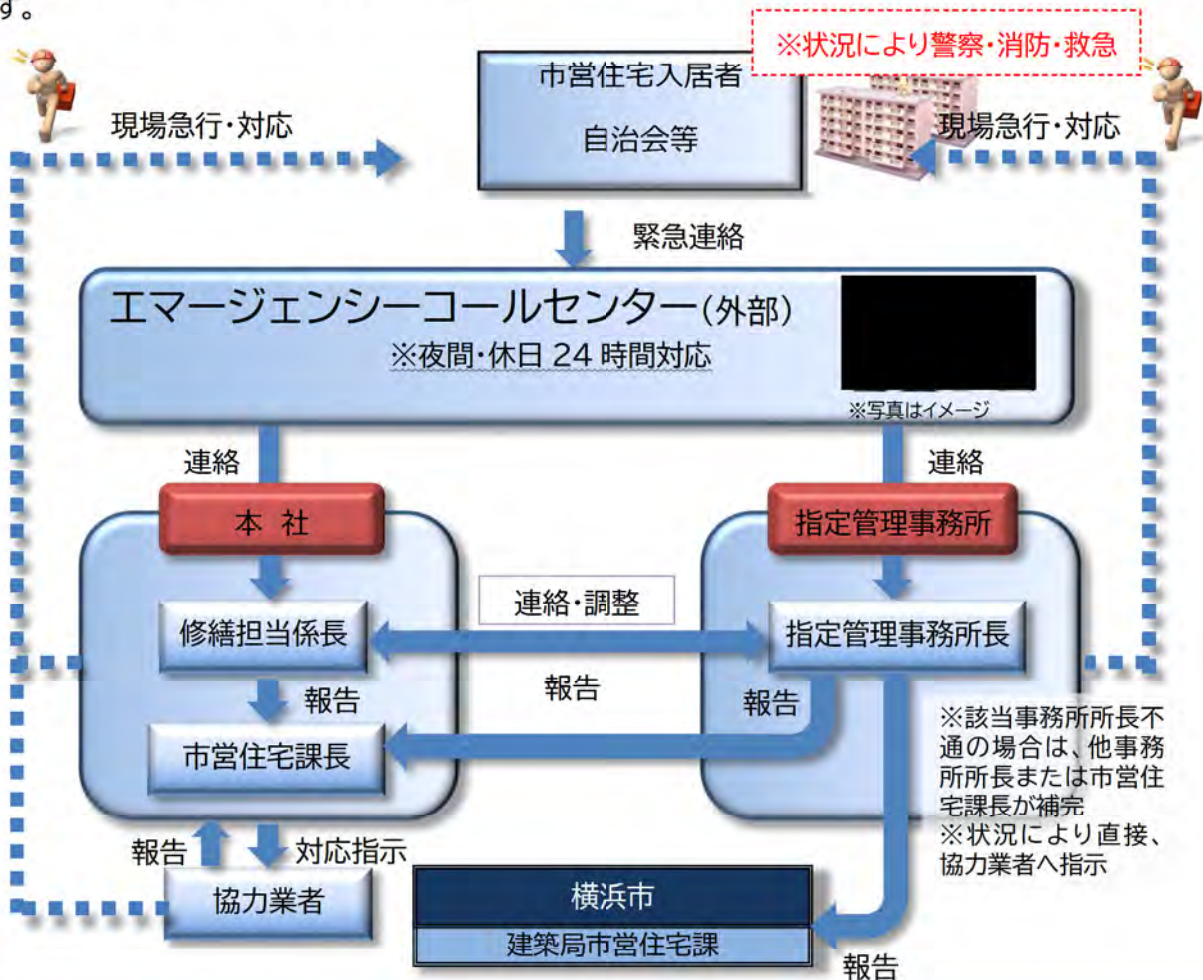 す。
※状況により警察・消防・救急
市営住宅入居者
自治会等
現場急行・対応
現場急行・対応
緊急連絡
エマージェンシーコールセンター(外部)
※夜間・休日 24 時間対応
※写真はイメージ
連絡
連絡
本 社
指定管理事務所
連絡・調整
修繕担当係長
指定管理事務所長
報告
報告
報告
市営住宅課長
※該当事務所所長不
通の場合は、他事務
所所長または市営住
宅課長が補完
※状況により直接、
協力業者へ指示
報告
対応指示
協力業者
横浜市
建築局市営住宅課
報告